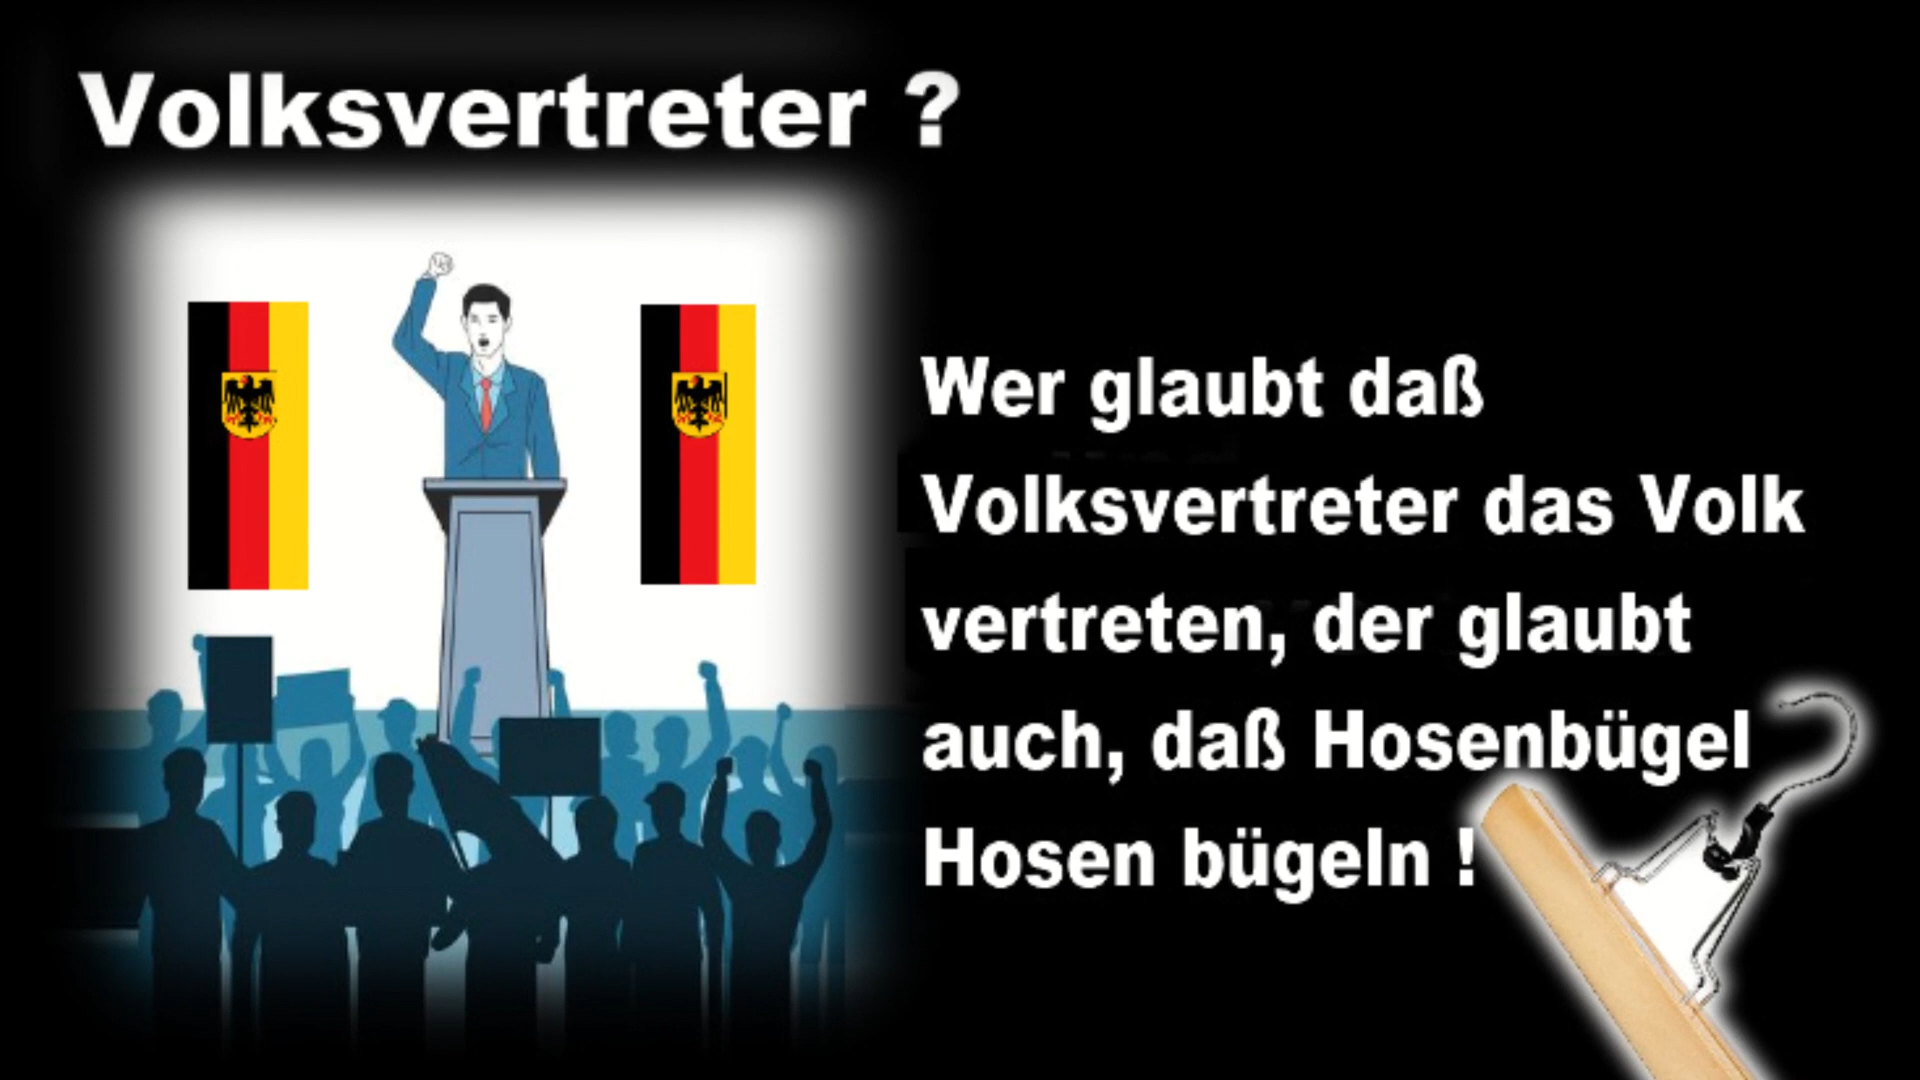 Volksvertreter ?
Wer glaubt daß
Volksvertreter das Volk
vertreten, der glaubt
auch, daß Hosenbügel
Hosen bügeln !